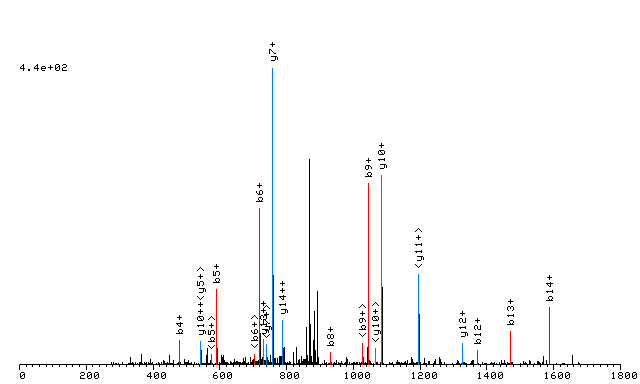 4.4e+02
b4+
y10++<y5+>
<b5+>
b5+
<b6+>
b6+
y7+
y14++
b8+
<b9+>
b9+
<y10+>
y10+
<y11+>
y12+
b12+
b13+
b14+
0 200 400 600 800 1000 1200 1400 1600 1800